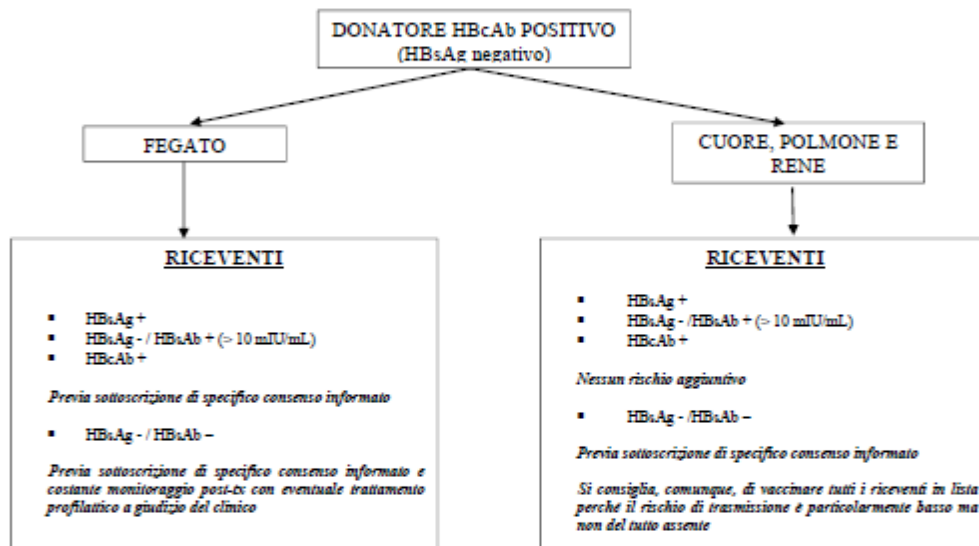 DONATORE HBcAb POSITIVO
(HBsAg negativo)
FEGATO
CUORE, POLMONE E
RENE
RICEVENTI
▪ HBsAg +
▪ HBsAg - / HBsAb + (> 10 mIU/mL)
▪ HBcAb +
Previa sottoscrizione di specifico consenso informato
▪ HBsAg - / HBsAb –
Previa sottoscrizione di specifico consenso informato e
costante monitoraggio post-tx con eventuale trattamento
profilattico a giudizio del clinico
RICEVENTI
▪ HBsAg +
▪ HBsAg - /HBsAb + (> 10 mIU/mL)
▪ HBcAb +
Nessun rischio aggiuntivo
▪ HBsAg - /HBsAb –
Previa sottoscrizione di specifico consenso informato
Si consiglia, comunque, di vaccinare tutti i riceventi in lista
perché il rischio di trasmissione è particolarmente basso ma
non del tutto assente